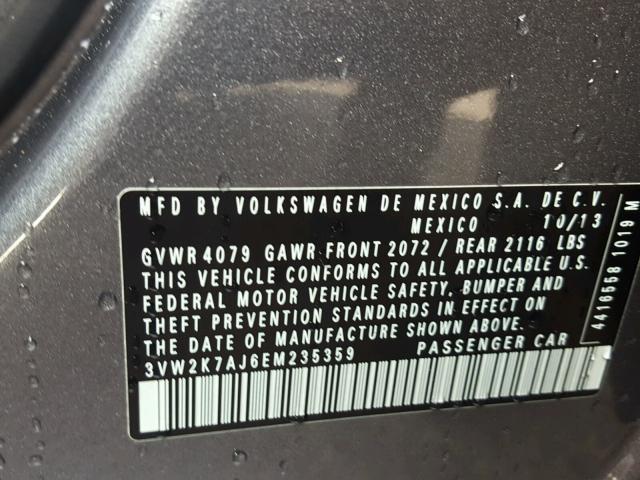 MFD BY VOLKSWAGEN DE MEXICO S.A. DE C.V.
MEXICO 10/13
GVWR 4079 GAWR FRONT 2072 / REAR 2116 LBS
THIS VEHICLE CONFORMS TO ALL APPLICABLE U.S.
FEDERAL MOTOR VEHICLE SAFETY, BUMPER AND
THEFT PREVENTION STANDARDS IN EFFECT ON
THE DATE OF MANUFACTURE SHOWN ABOVE.
3VW2K7AJ6EM235359 PASSENGER CAR
4416558 1019 M